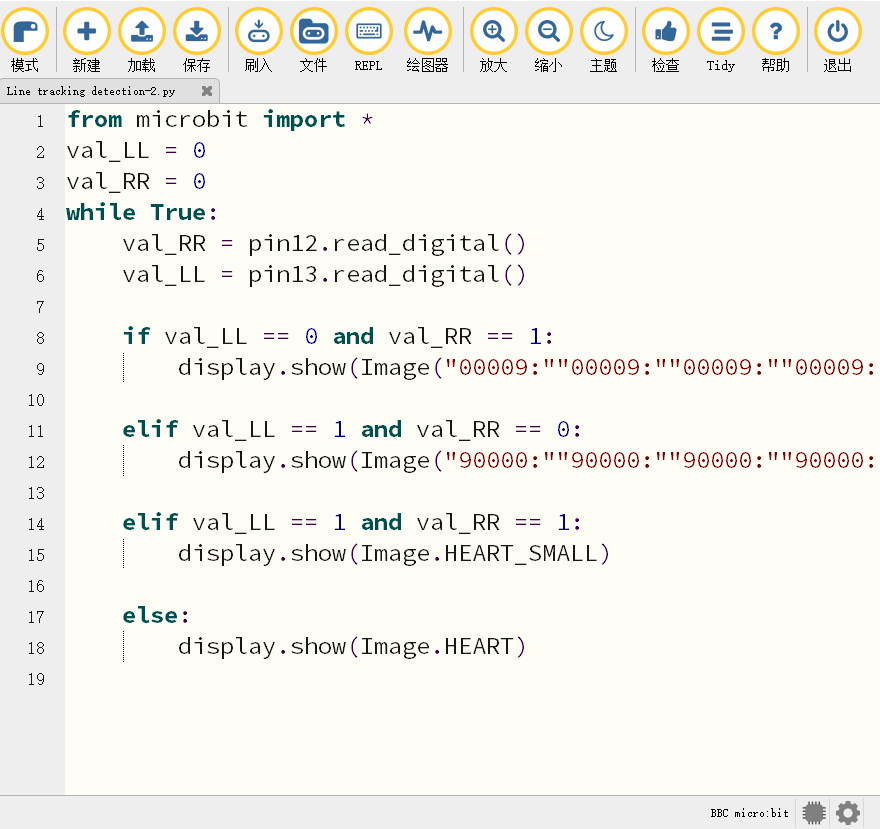 模式 新建 加载 保存 刷入 文件 REPL 绘图器 放大 缩小 主题 检查 Tidy 帮助 退出
Line tracking detection-2.py
1 from microbit import *
2 val_LL = 0
3 val_RR = 0
4 while True:
5 val_RR = pin12.read_digital()
6 val_LL = pin13.read_digital()
7
8 if val_LL == 0 and val_RR == 1:
9 display.show(Image("00009:""00009:""00009:""00009:
10
11 elif val_LL == 1 and val_RR == 0:
12 display.show(Image("90000:""90000:""90000:""90000:
13
14 elif val_LL == 1 and val_RR == 1:
15 display.show(Image.HEART_SMALL)
16
17 else:
18 display.show(Image.HEART)
19
BBC micro:bit